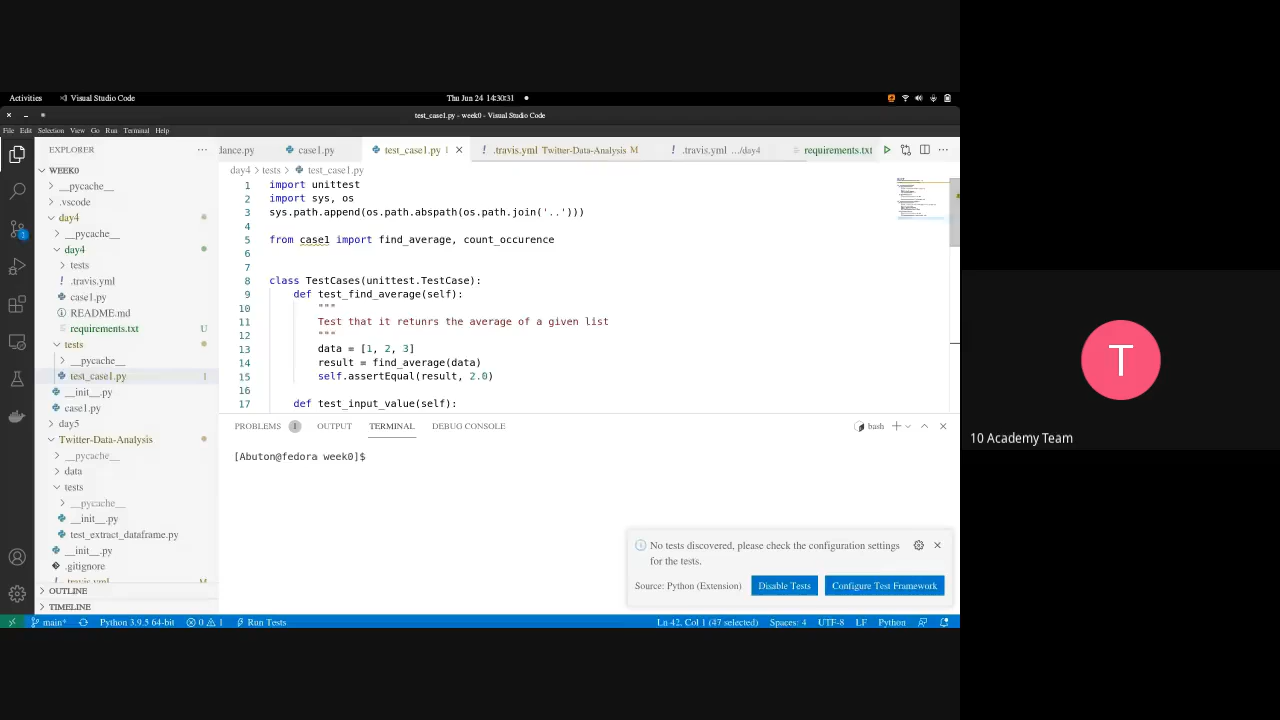 Activities
Visual Studio Code
Thu Jun 24 14:30:31
test_case1.py - week0 - Visual Studio Code
File Edit Selection View Go Run Terminal Help
EXPLORER
dance.py
case1.py
test_case1.py 1
.travis.yml Twitter-Data-Analysis M
.travis.yml .../day4
requirements.txt
day4 > tests > test_case1.py
WEEK0
__pycache__
.vscode
day4
__pycache__
day4
tests
.travis.yml
case1.py
README.md
requirements.txt U
tests
__pycache__
test_case1.py 1
__init__.py
case1.py
day5
Twitter-Data-Analysis
__pycache__
data
tests
__pycache__
__init__.py
test_extract_dataframe.py
__init__.py
.gitignore
.travis.yml M
OUTLINE
TIMELINE
1 import unittest
2 import sys, os
3 sys.path.append(os.path.abspath(os.path.join('..')))
4
5 from case1 import find_average, count_occurence
6
7
8 class TestCases(unittest.TestCase):
9 def test_find_average(self):
10 """
11 Test that it retunrs the average of a given list
12 """
13 data = [1, 2, 3]
14 result = find_average(data)
15 self.assertEqual(result, 2.0)
16
17 def test_input_value(self):
PROBLEMS 1 OUTPUT TERMINAL DEBUG CONSOLE
bash
[Abuton@fedora week0]$
No tests discovered, please check the configuration settings
for the tests.
Source: Python (Extension)
Disable Tests
Configure Test Framework
main*
Python 3.9.5 64-bit
0
1
Run Tests
Ln 42, Col 1 (47 selected)
Spaces: 4
UTF-8
LF
Python
T
10 Academy Team